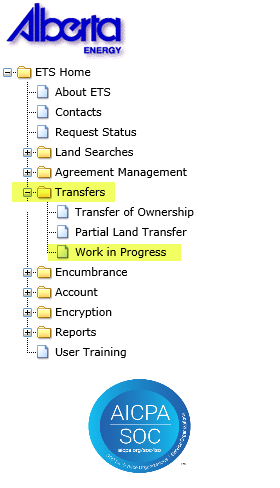 Alberta
ENERGY
ETS Home
About ETS
Contacts
Request Status
Land Searches
Agreement Management
Transfers
Transfer of Ownership
Partial Land Transfer
Work in Progress
Encumbrance
Account
Encryption
Reports
User Training
AICPA
SOC
aicpa.org/soc4so